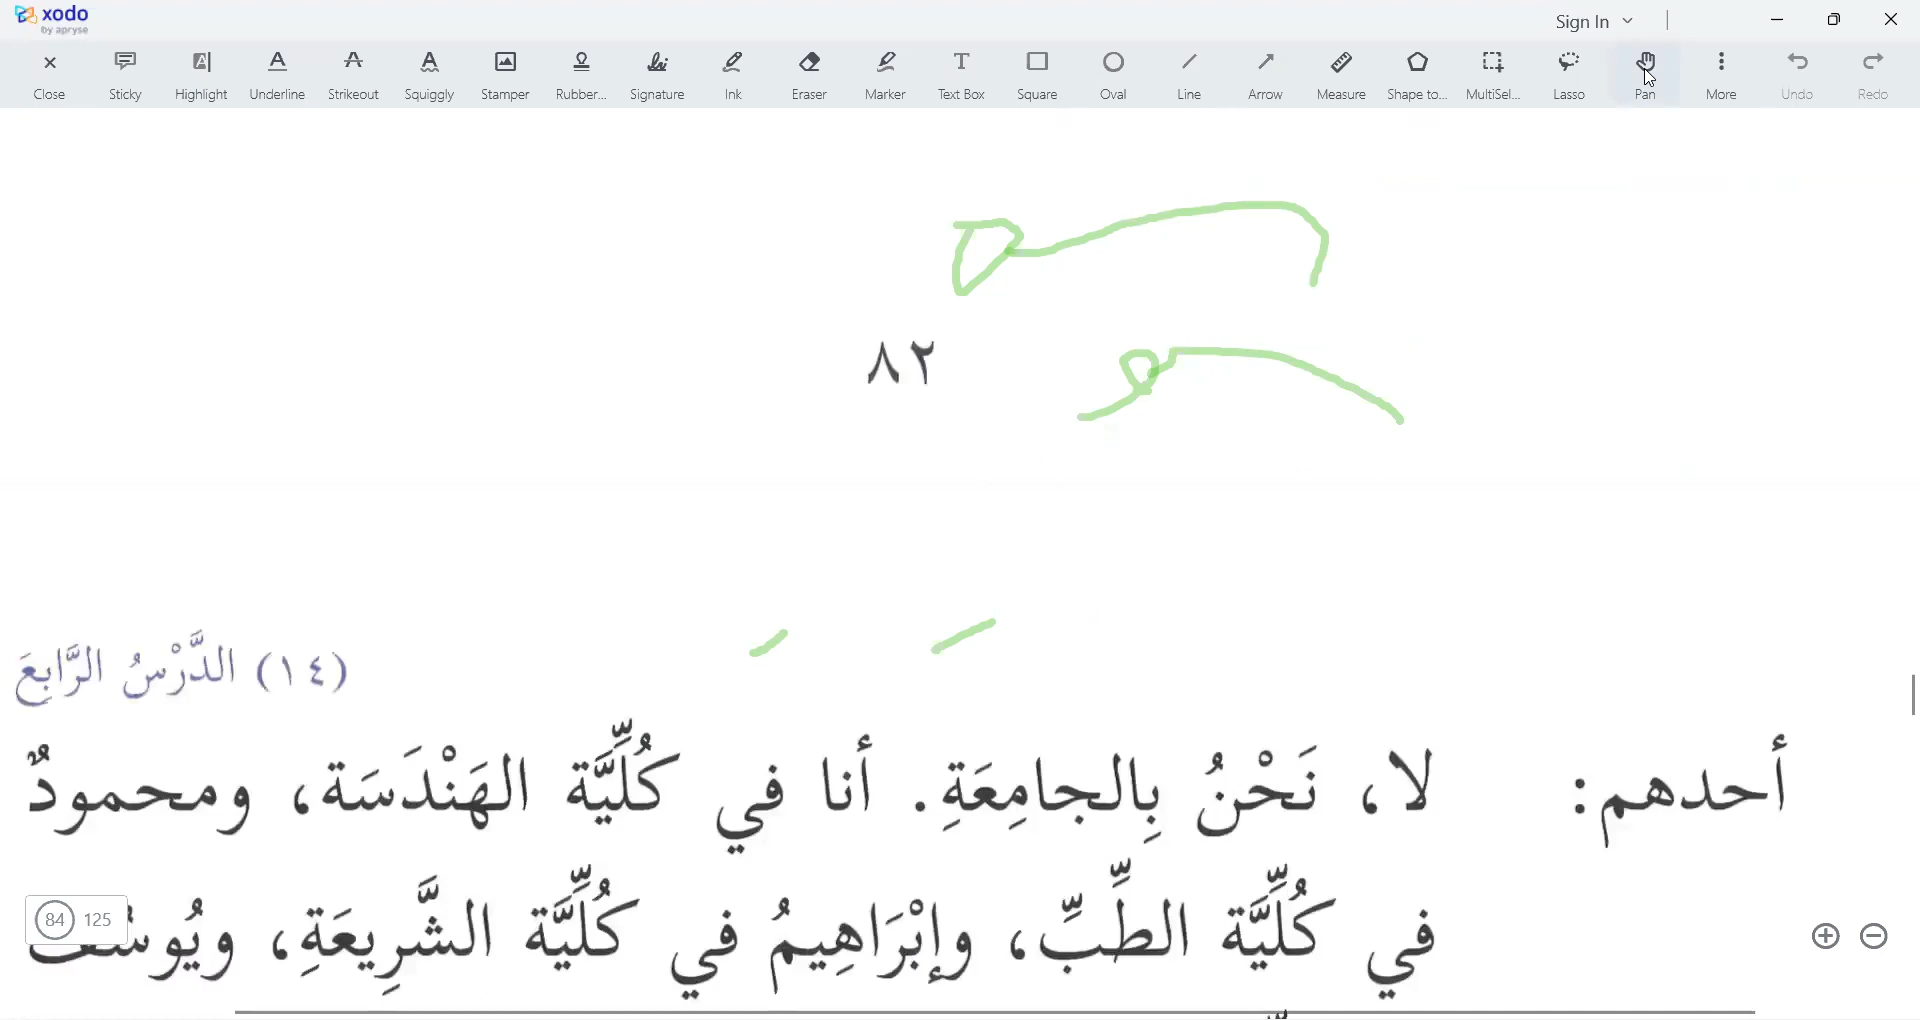 xodo
by apryse
Sign In
Close Sticky Highlight Underline Strikeout Squiggly Stamper Rubber... Signature Ink Eraser Marker Text Box Square Oval Line Arrow Measure Shape to... MultiSel... Lasso Pan More Undo Redo
٨٢
(١٤) الدَّرْسُ الرَّابِعَ
أحدهم: لا، نَحْنُ بِالجامِعَةِ. أنا في كُلِّيَّة الهَنْدَسَة، ومحمودٌ
في كُلِّيَّة الطِّبِّ، وإبْرَاهِيمُ في كُلِّيَّة الشَّرِيعَةِ، ويُوسُفُ
84 125